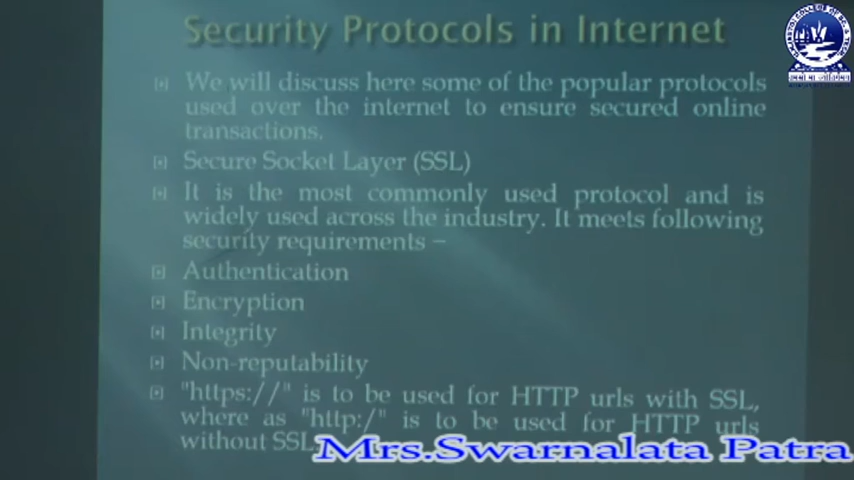 Security Protocols in Internet
We will discuss here some of the popular protocols
used over the internet to ensure secured online
transactions.
Secure Socket Layer (SSL)
It is the most commonly used protocol and is
widely used across the industry. It meets following
security requirements –
Authentication
Encryption
Integrity
Non-reputability
"https://" is to be used for HTTP urls with SSL,
where as "http:/" is to be used for HTTP urls
without SSL
Mrs.Swarnalata Patra